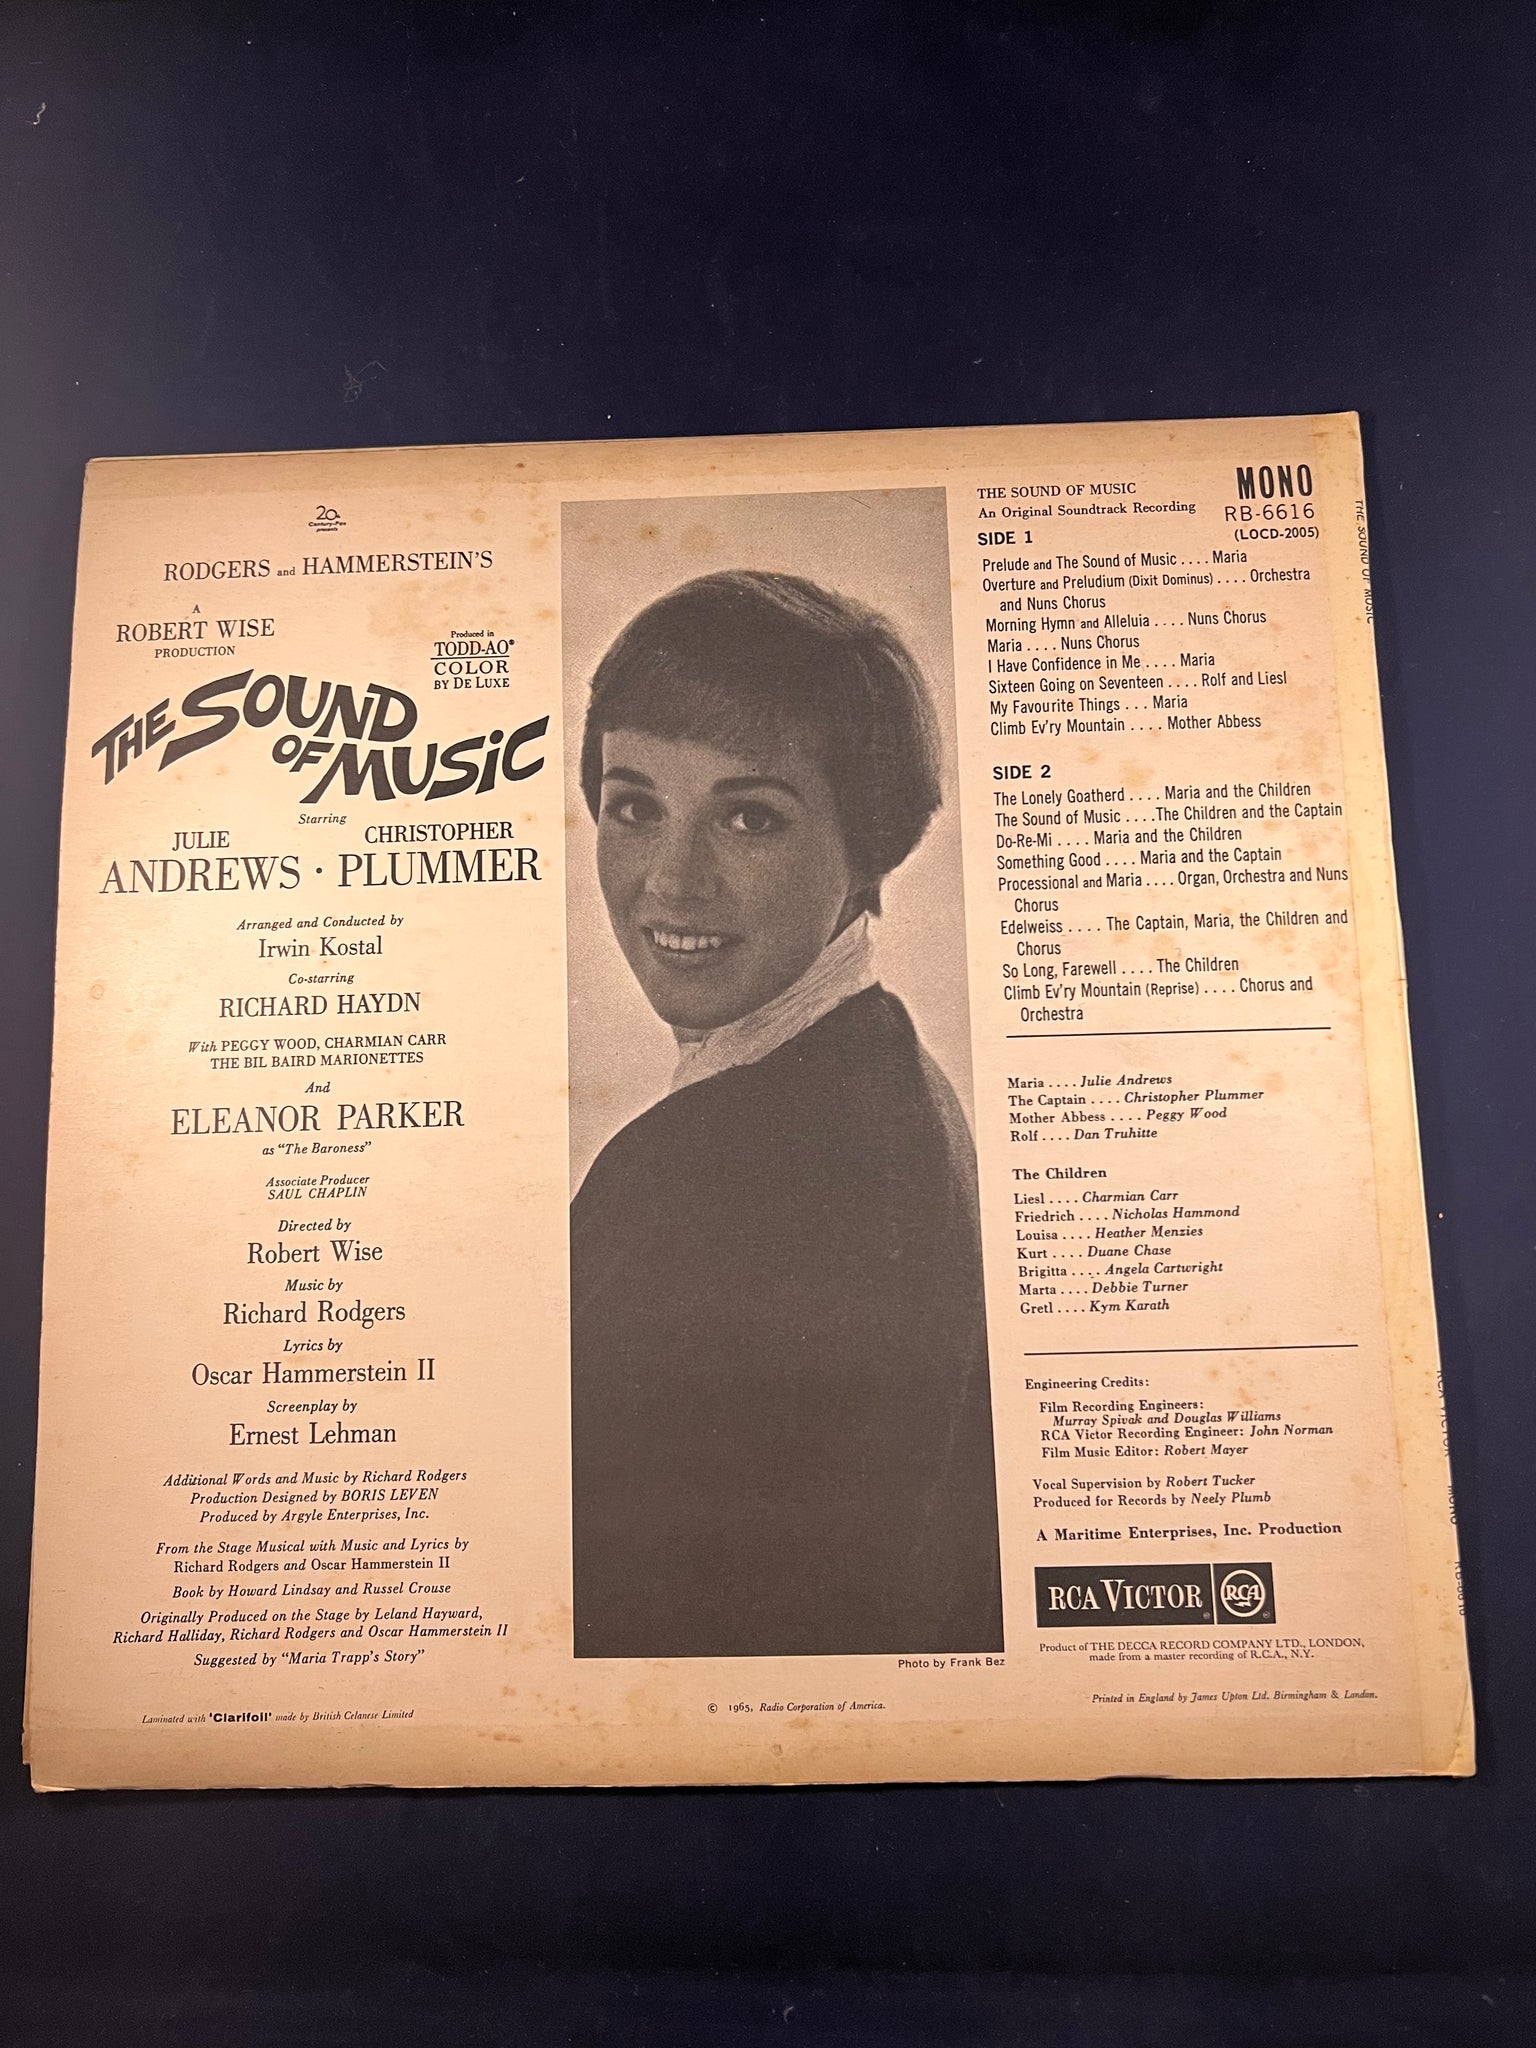 20th
Century-Fox
presents
RODGERS and HAMMERSTEIN'S
A
ROBERT WISE
PRODUCTION
Produced in
TODD-AO®
COLOR
BY DE LUXE
THE SOUND
OF MUSIC
Starring
JULIE
ANDREWS · CHRISTOPHER
PLUMMER
Arranged and Conducted by
Irwin Kostal
Co-starring
RICHARD HAYDN
With PEGGY WOOD, CHARMIAN CARR
THE BIL BAIRD MARIONETTES
And
ELEANOR PARKER
as "The Baroness"
Associate Producer
SAUL CHAPLIN
Directed by
Robert Wise
Music by
Richard Rodgers
Lyrics by
Oscar Hammerstein II
Screenplay by
Ernest Lehman
Additional Words and Music by Richard Rodgers
Production Designed by BORIS LEVEN
Produced by Argyle Enterprises, Inc.
From the Stage Musical with Music and Lyrics by
Richard Rodgers and Oscar Hammerstein II
Book by Howard Lindsay and Russel Crouse
Originally Produced on the Stage by Leland Hayward,
Richard Halliday, Richard Rodgers and Oscar Hammerstein II
Suggested by "Maria Trapp's Story"
Laminated with 'Clarifoil' made by British Celanese Limited
Photo by Frank Bez
© 1965, Radio Corporation of America.
THE SOUND OF MUSIC
An Original Soundtrack Recording
MONO
RB-6616
(LOCD-2005)
SIDE 1
Prelude and The Sound of Music . . . . Maria
Overture and Preludium (Dixit Dominus) . . . . Orchestra
and Nuns Chorus
Morning Hymn and Alleluia . . . . Nuns Chorus
Maria . . . . Nuns Chorus
I Have Confidence in Me . . . . Maria
Sixteen Going on Seventeen . . . . Rolf and Liesl
My Favourite Things . . . Maria
Climb Ev'ry Mountain . . . . Mother Abbess
SIDE 2
The Lonely Goatherd . . . . Maria and the Children
The Sound of Music . . . .The Children and the Captain
Do-Re-Mi . . . . Maria and the Children
Something Good . . . . Maria and the Captain
Processional and Maria . . . . Organ, Orchestra and Nuns
Chorus
Edelweiss . . . . The Captain, Maria, the Children and
Chorus
So Long, Farewell . . . . The Children
Climb Ev'ry Mountain (Reprise) . . . . Chorus and
Orchestra
Maria . . . . Julie Andrews
The Captain . . . . Christopher Plummer
Mother Abbess . . . . Peggy Wood
Rolf . . . . Dan Truhitte
The Children
Liesl . . . . Charmian Carr
Friedrich . . . . Nicholas Hammond
Louisa . . . . Heather Menzies
Kurt . . . . Duane Chase
Brigitta . . . . Angela Cartwright
Marta . . . . Debbie Turner
Gretl . . . . Kym Karath
Engineering Credits:
Film Recording Engineers:
Murray Spivak and Douglas Williams
RCA Victor Recording Engineer: John Norman
Film Music Editor: Robert Mayer
Vocal Supervision by Robert Tucker
Produced for Records by Neely Plumb
A Maritime Enterprises, Inc. Production
RCA VICTOR
RCA
Product of THE DECCA RECORD COMPANY LTD., LONDON,
made from a master recording of R.C.A., N.Y.
Printed in England by James Upton Ltd. Birmingham & London.
THE SOUND OF MUSIC
RCA VICTOR
MONO
RB-6616